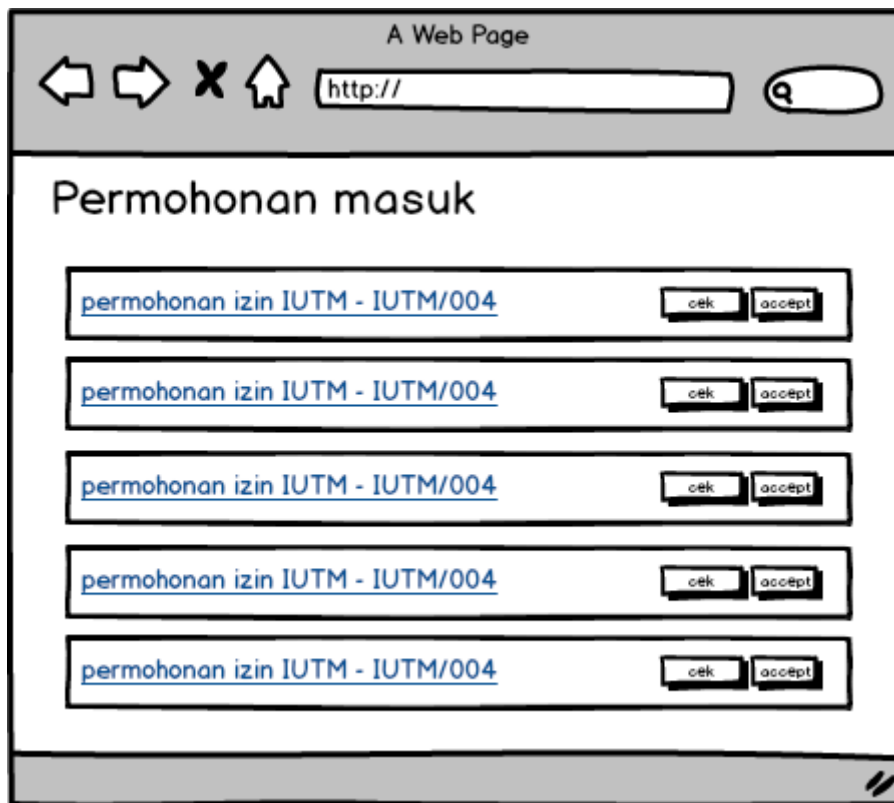 A Web Page
http://
Permohonan masuk
permohonan izin IUTM - IUTM/004 cek accept
permohonan izin IUTM - IUTM/004 cek accept
permohonan izin IUTM - IUTM/004 cek accept
permohonan izin IUTM - IUTM/004 cek accept
permohonan izin IUTM - IUTM/004 cek accept